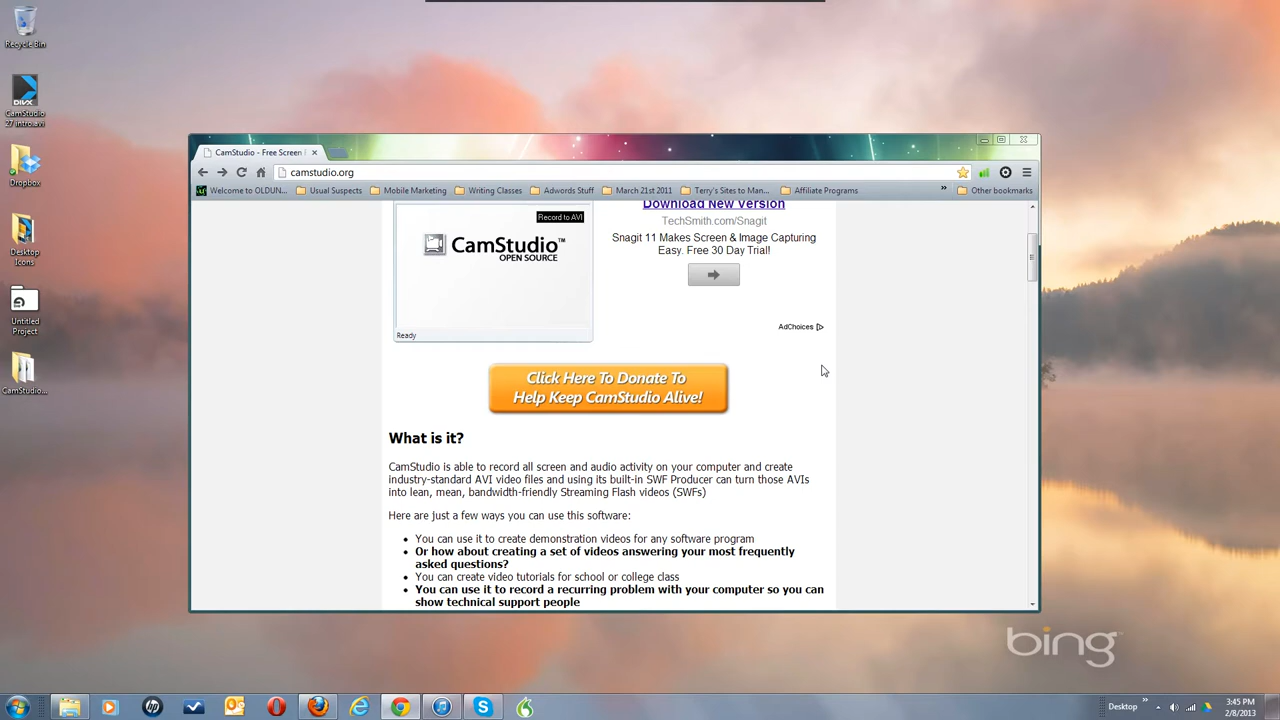 Recycle Bin
DIVX
CamStudio
27 intro.avi
Dropbox
Desktop
Icons
Untitled
Project
CamStudio...
CamStudio - Free Screen
camstudio.org
Welcome to OLDUN...
Usual Suspects
Mobile Marketing
Writing Classes
Adwords Stuff
March 21st 2011
Terry's Sites to Man...
Affiliate Programs
»
Other bookmarks
Record to AVI
CamStudio™
OPEN SOURCE
Ready
Download New Version
TechSmith.com/Snagit
Snagit 11 Makes Screen & Image Capturing
Easy. Free 30 Day Trial!
AdChoices
Click Here To Donate To
Help Keep CamStudio Alive!
What is it?
CamStudio is able to record all screen and audio activity on your computer and create
industry-standard AVI video files and using its built-in SWF Producer can turn those AVIs
into lean, mean, bandwidth-friendly Streaming Flash videos (SWFs)
Here are just a few ways you can use this software:
• You can use it to create demonstration videos for any software program
• Or how about creating a set of videos answering your most frequently
asked questions?
• You can create video tutorials for school or college class
• You can use it to record a recurring problem with your computer so you can
show technical support people
bing™
hp
Desktop
»
3:45 PM
2/8/2013